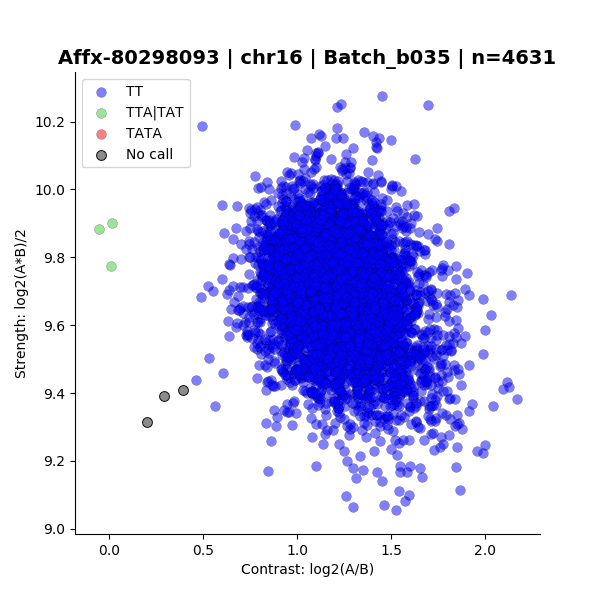 Affx-80298093 | chr16 | Batch_b035 | n=4631
TT
TTA|TAT
TATA
No call
10.2
10.0
9.8
9.6
9.4
9.2
9.0
Strength: log2(A*B)/2
0.0 0.5 1.0 1.5 2.0
Contrast: log2(A/B)